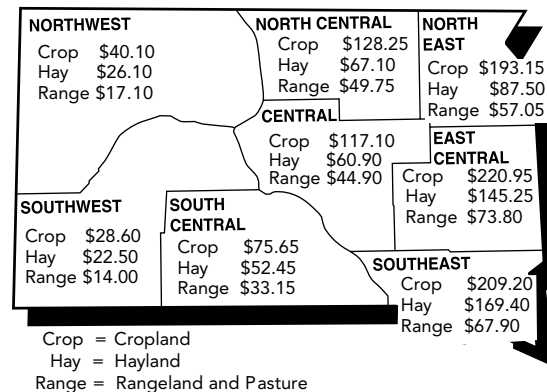 NORTHWEST
Crop $40.10
Hay $26.10
Range $17.10
NORTH CENTRAL
Crop $128.25
Hay $67.10
Range $49.75
NORTH
EAST
Crop $193.15
Hay $87.50
Range $57.05
CENTRAL
Crop $117.10
Hay $60.90
Range $44.90
EAST
CENTRAL
Crop $220.95
Hay $145.25
Range $73.80
SOUTHWEST
Crop $28.60
Hay $22.50
Range $14.00
SOUTH
CENTRAL
Crop $75.65
Hay $52.45
Range $33.15
SOUTHEAST
Crop $209.20
Hay $169.40
Range $67.90
Crop = Cropland
Hay = Hayland
Range = Rangeland and Pasture